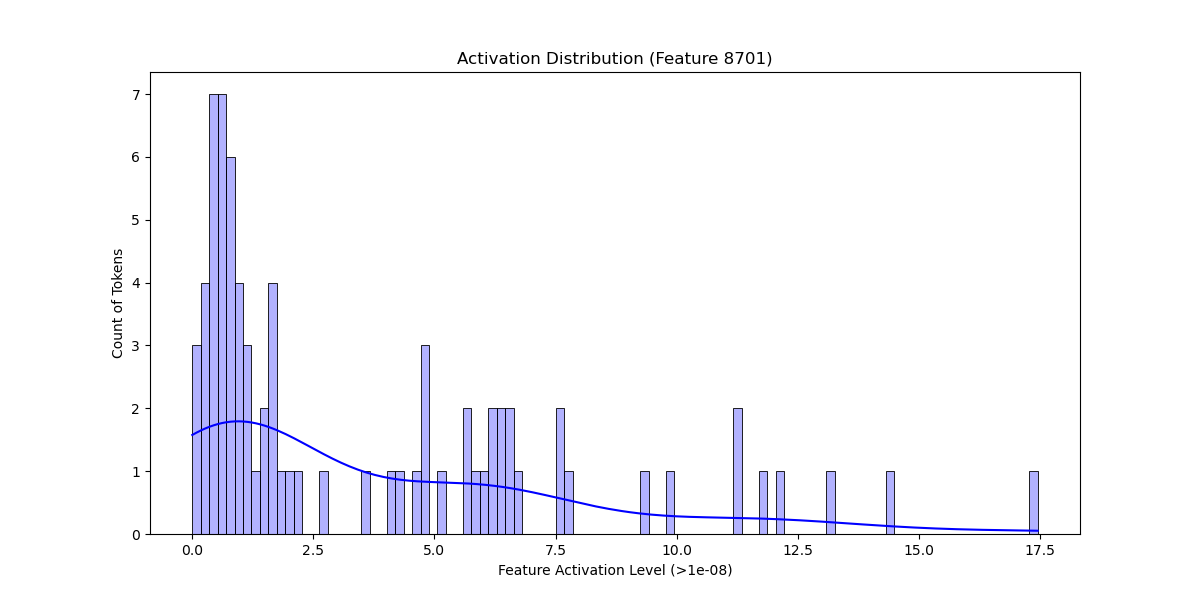 Activation Distribution (Feature 8701)
Count of Tokens
7
6
5
4
3
2
1
0
0.0 2.5 5.0 7.5 10.0 12.5 15.0 17.5
Feature Activation Level (>1e-08)